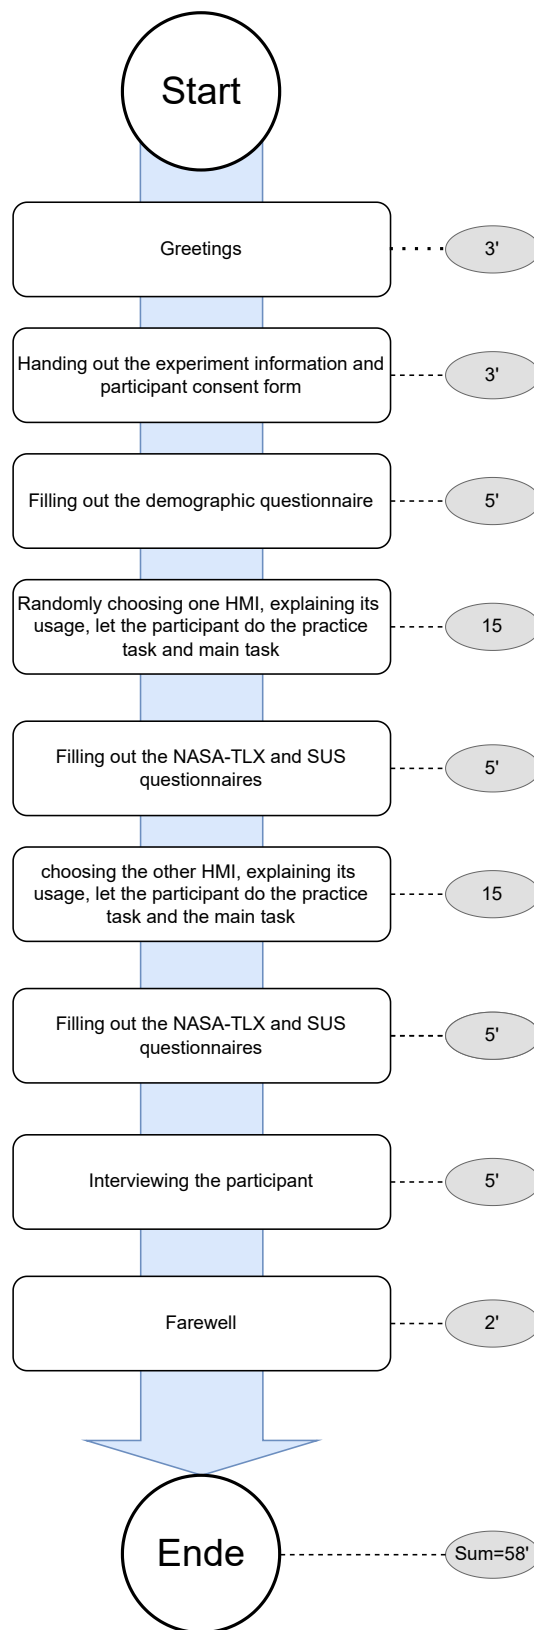 Start
Greetings
3'
Handing out the experiment information and
participant consent form
3'
Filling out the demographic questionnaire
5'
Randomly choosing one HMI, explaining its
usage, let the participant do the practice
task and main task
15
Filling out the NASA-TLX and SUS
questionnaires
5'
choosing the other HMI, explaining its
usage, let the participant do the practice
task and the main task
15
Filling out the NASA-TLX and SUS
questionnaires
5'
Interviewing the participant
5'
Farewell
2'
Ende
Sum=58'